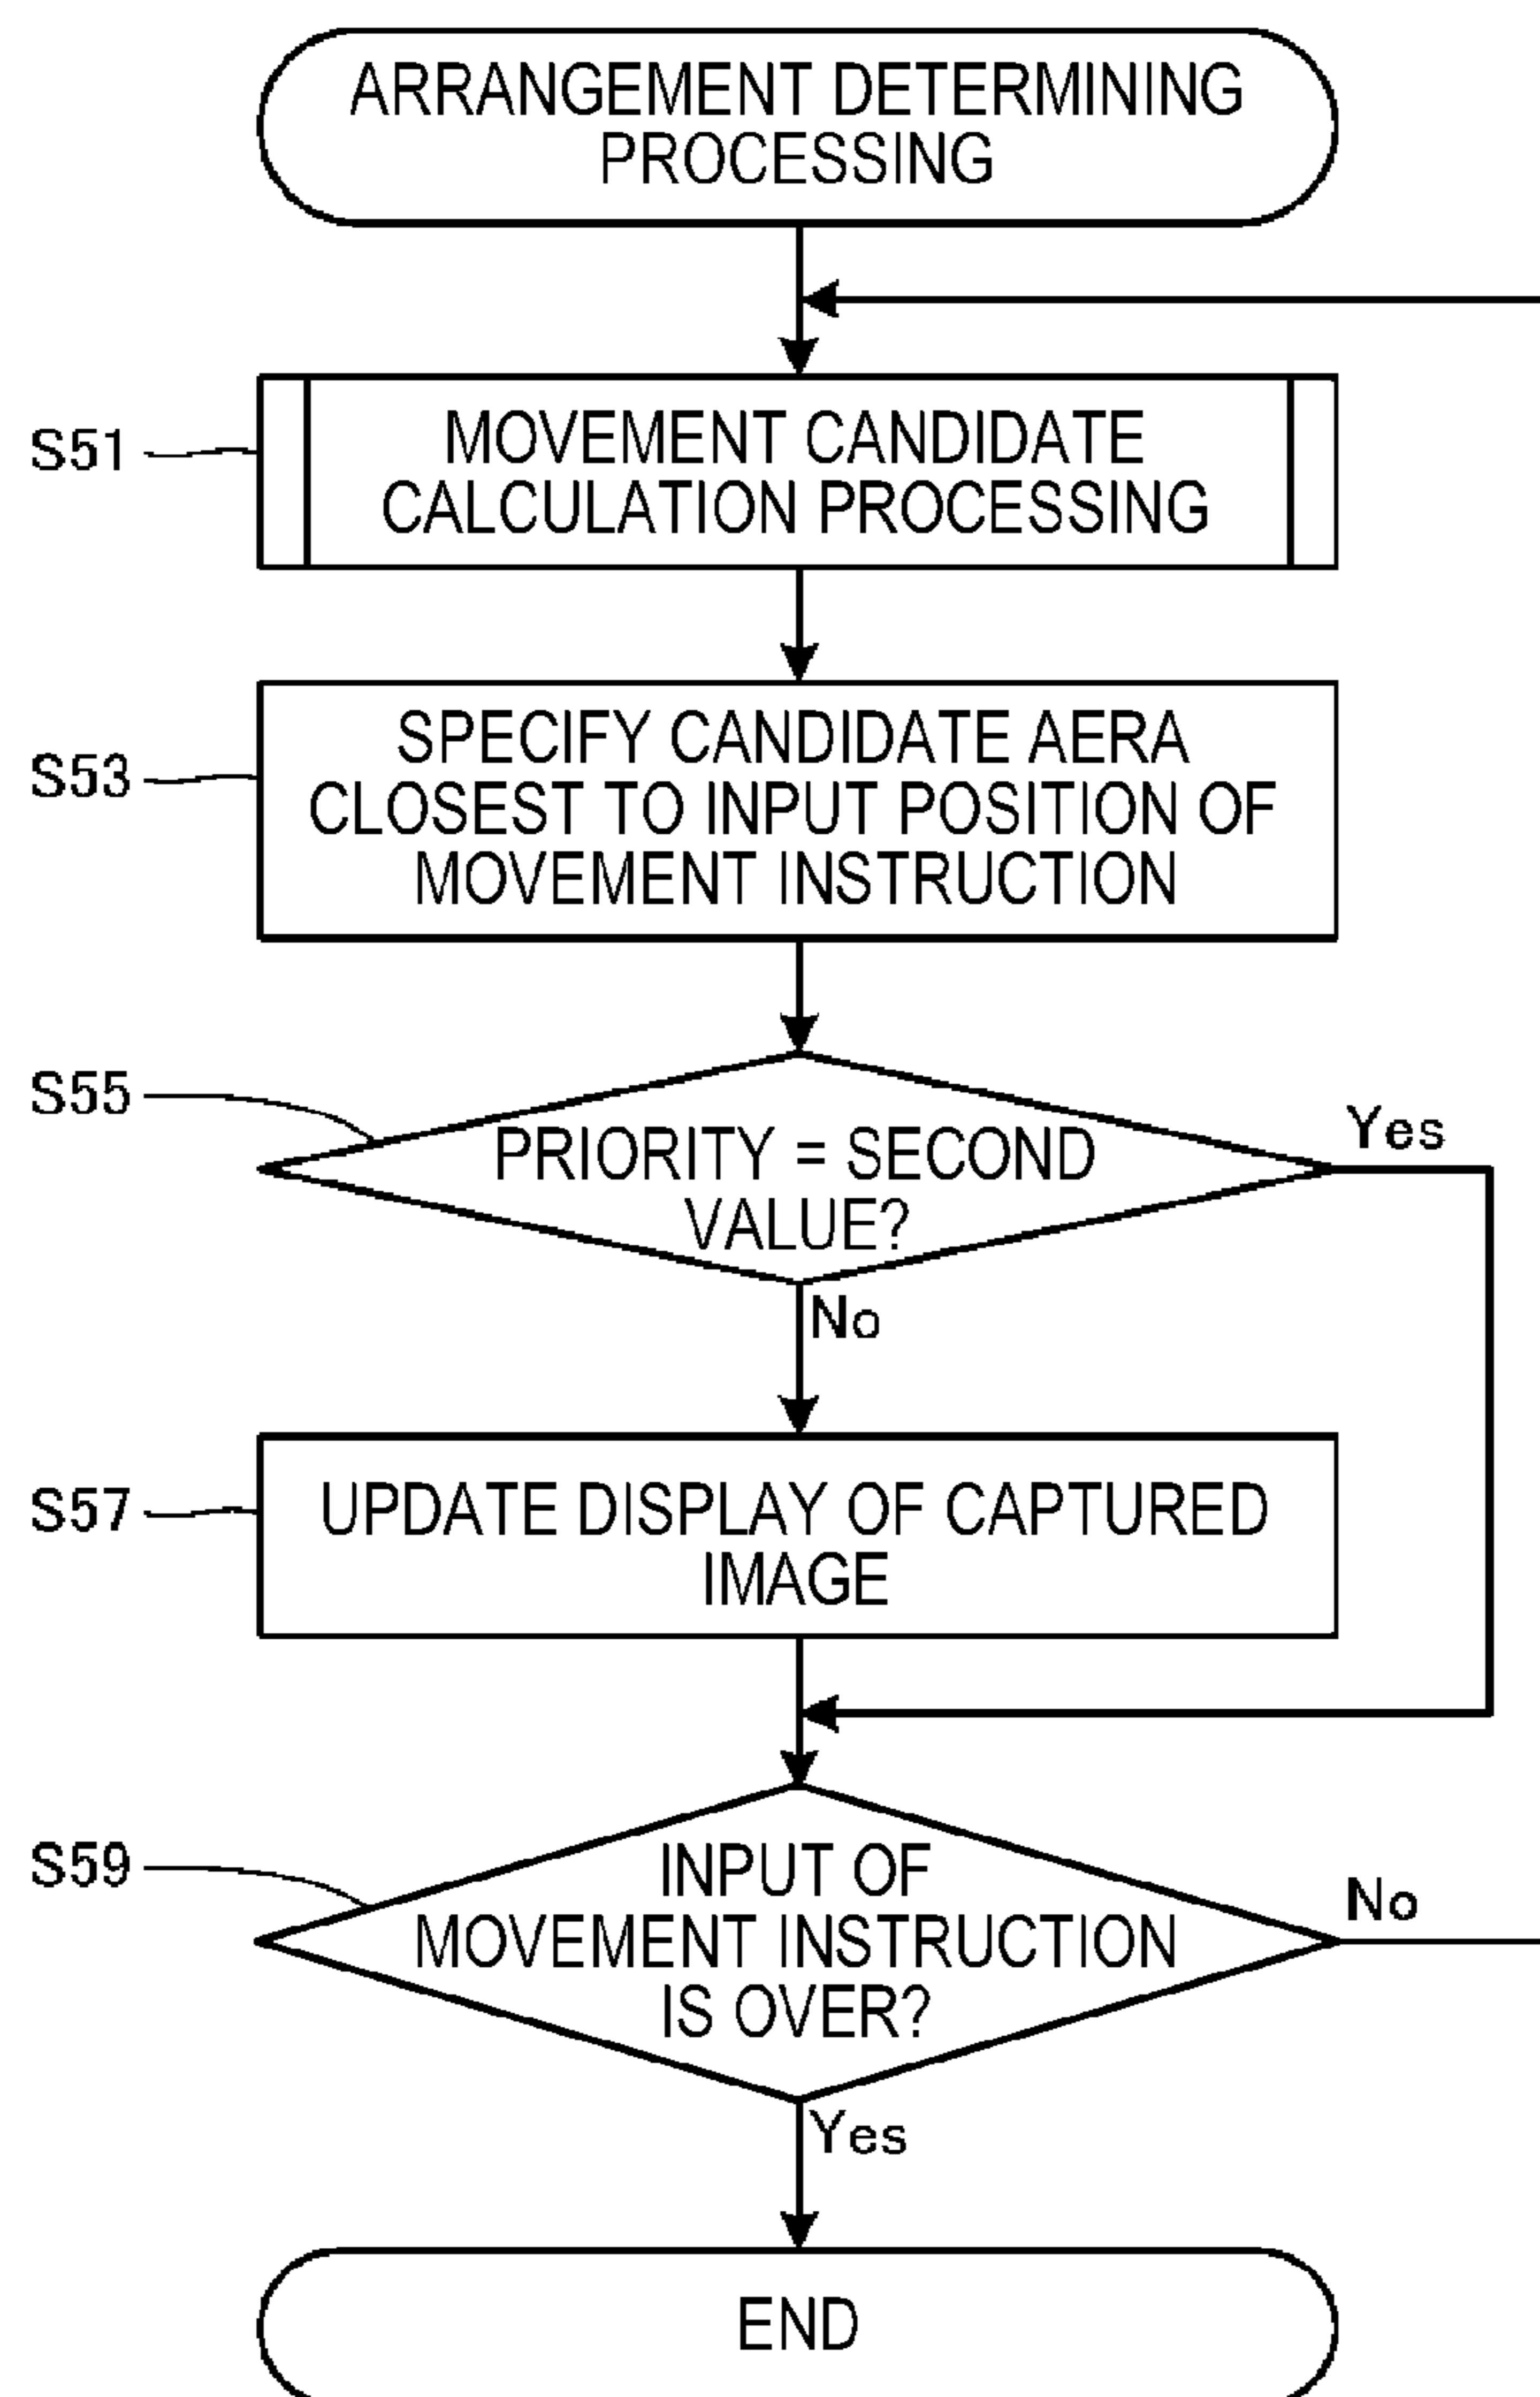 ARRANGEMENT DETERMINING
PROCESSING
S51
MOVEMENT CANDIDATE
CALCULATION PROCESSING
S53
SPECIFY CANDIDATE AERA
CLOSEST TO INPUT POSITION OF
MOVEMENT INSTRUCTION
S55
PRIORITY = SECOND
VALUE?
Yes
No
S57
UPDATE DISPLAY OF CAPTURED
IMAGE
S59
INPUT OF
MOVEMENT INSTRUCTION
IS OVER?
No
Yes
END